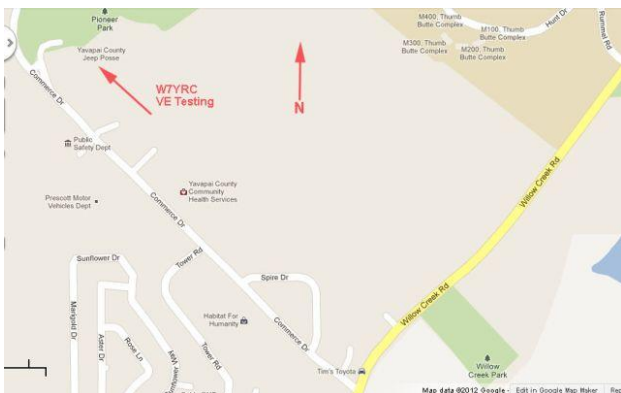 Pioneer
Park
Yavapai County
Jeep Posse
W7YRC
VE Testing
N
M400, Thumb
Butte Complex
M100, Thumb
Butte Complex
M300, Thumb
Butte Complex
M200, Thumb
Butte Complex
Hunt Dr
Rummel Rd
Commerce Dr
Public
Safety Dept
Yavapai County
Community
Health Services
Prescott Motor
Vehicles Dept
Commerce Dr
Willow Creek Rd
Sunflower Dr
Tower Rd
Spire Dr
Marigold Dr
Aster Dr
Rose Ln
Tower Rd
Habitat For
Humanity
Commerce Dr
Willow Creek Rd
Tim's Toyote
Willow
Creek Park
Map data ©2012 Google -
Edit in Google Map Maker